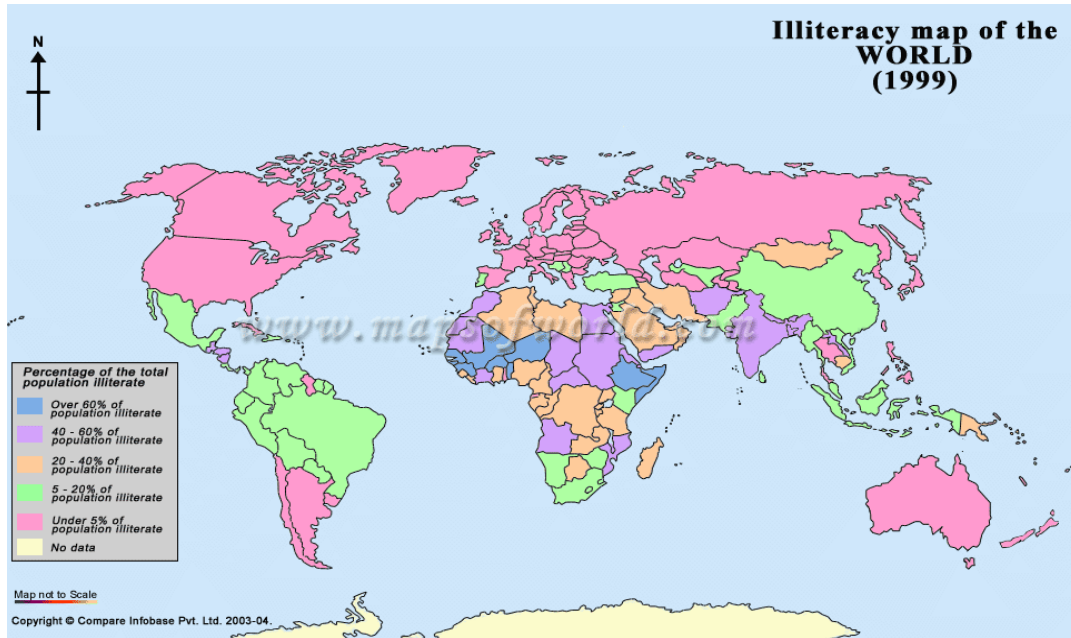 Illiteracy map of the
WORLD
(1999)
N
www.mapsofworld.com
Percentage of the total
population illiterate
Over 60% of
population illiterate
40 - 60% of
population illiterate
20 - 40% of
population illiterate
5 - 20% of
population illiterate
Under 5% of
population illiterate
No data
Map not to Scale
Copyright © Compare Infobase Pvt. Ltd. 2003-04.